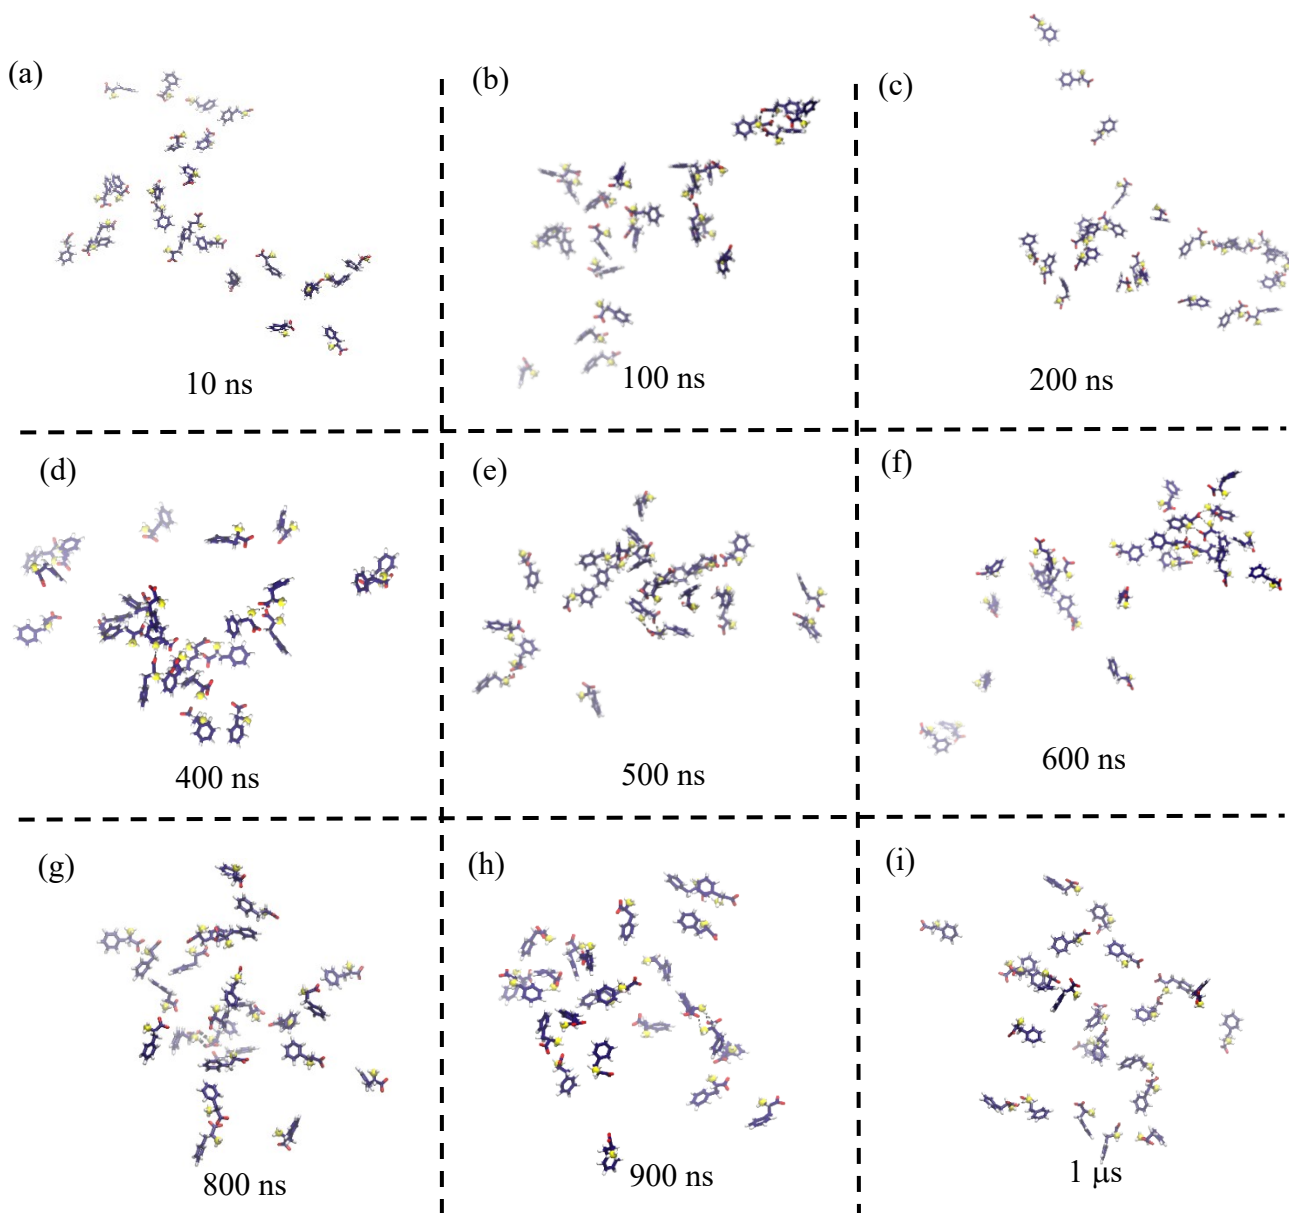 (a)
10 ns
(b)
100 ns
(c)
200 ns
(d)
400 ns
(e)
500 ns
(f)
600 ns
(g)
800 ns
(h)
900 ns
(i)
1 μs